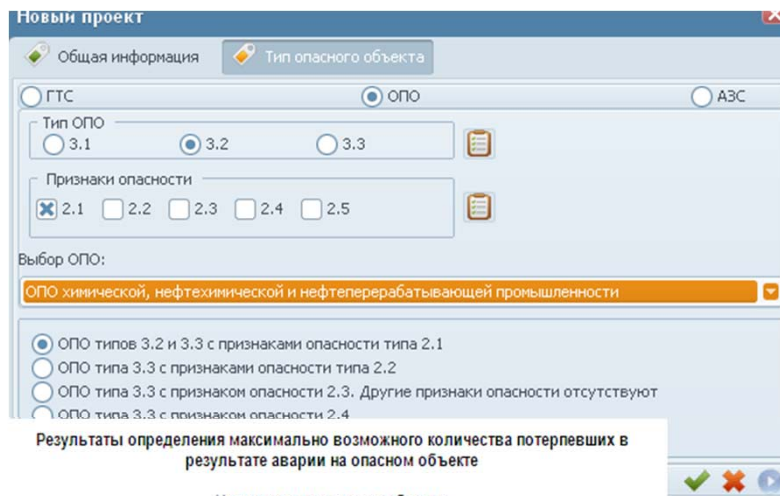 Новый проект
Общая информация Тип опасного объекта
ГТС ОПО АЗС
Тип ОПО
3.1 3.2 3.3
Признаки опасности
2.1 2.2 2.3 2.4 2.5
Выбор ОПО:
ОПО химической, нефтехимической и нефтеперерабатывающей промышленности
ОПО типов 3.2 и 3.3 с признаками опасности типа 2.1
ОПО типа 3.3 с признаками опасности типа 2.2
ОПО типа 3.3 с признаком опасности 2.3. Другие признаки опасности отсутствуют
ОПО типа 3.3 с признаком опасности 2.4
Результаты определения максимально возможного количества потерпевших в
результате аварии на опасном объекте